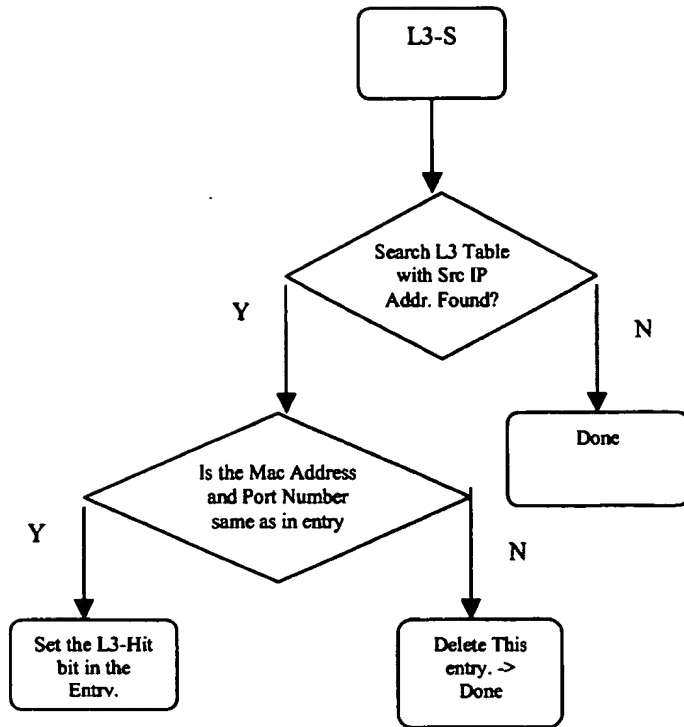 L3-S
Search L3 Table
with Src IP
Addr. Found?
Y
N
Done
Is the Mac Address
and Port Number
same as in entry
Y
N
Set the L3-Hit
bit in the
Entry.
Delete This
entry. ->
Done